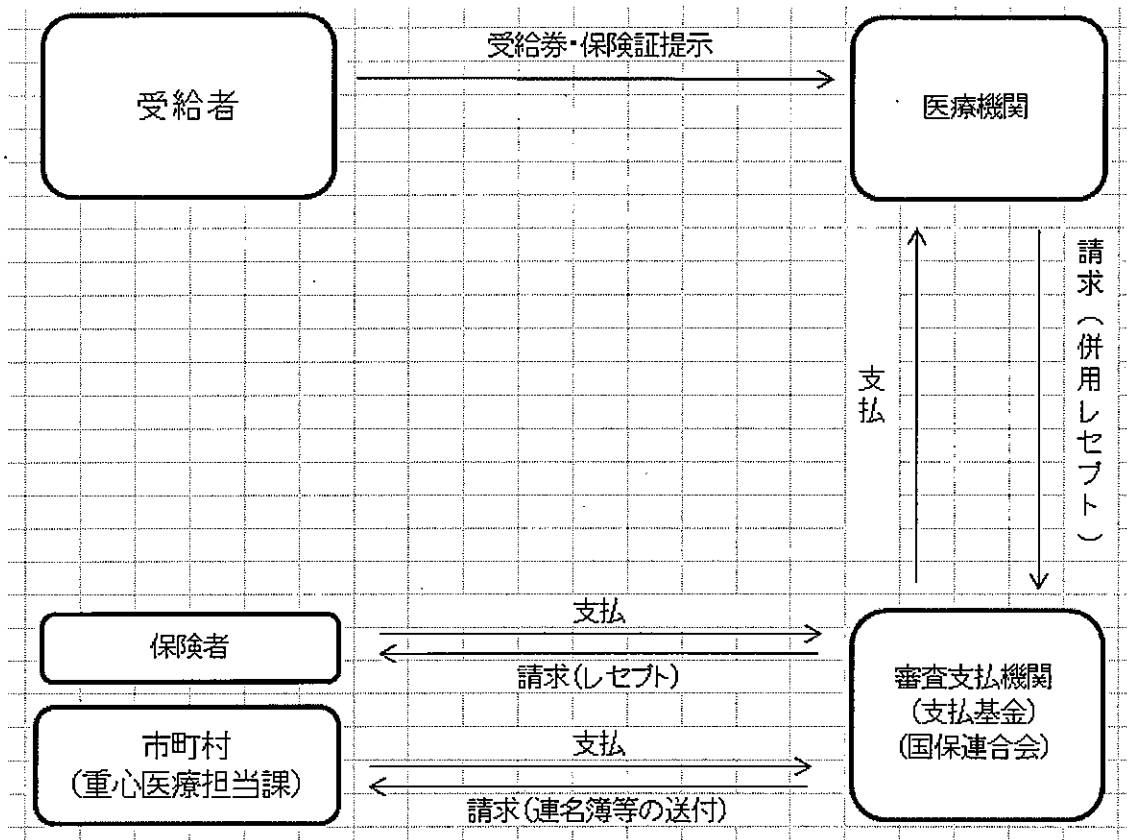 受給券・保険証提示
受給者
医療機関
請求（併用レセプト）
支払
支払
保険者
請求(レセプト)
審査支払機関
(支払基金)
(国保連合会)
市町村
(重心医療担当課)
支払
請求(連名簿等の送付)